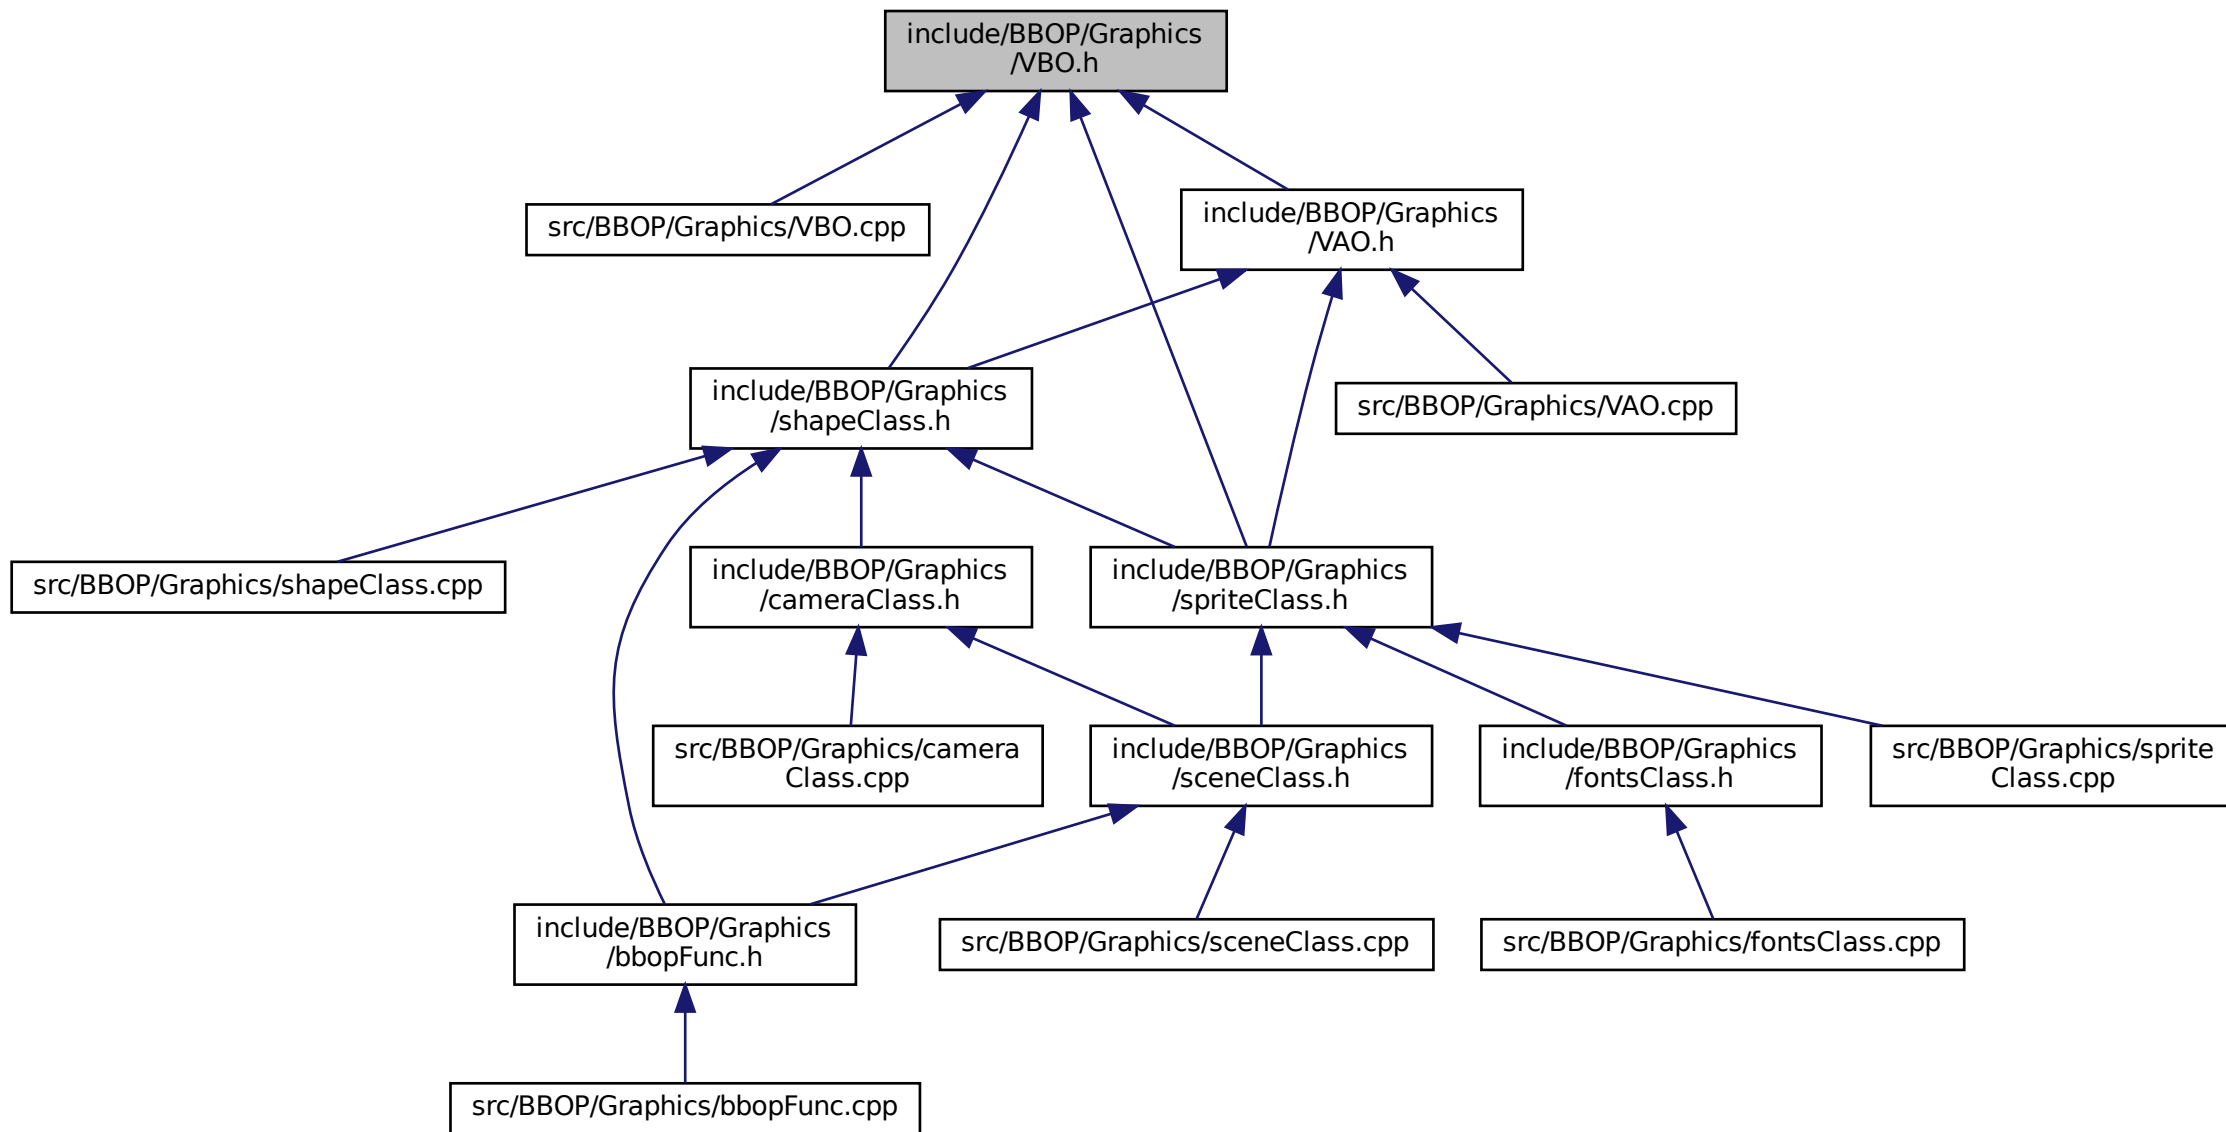 include/BBOP/Graphics
/VBO.h
src/BBOP/Graphics/VBO.cpp
include/BBOP/Graphics
/VAO.h
include/BBOP/Graphics
/shapeClass.h
src/BBOP/Graphics/VAO.cpp
src/BBOP/Graphics/shapeClass.cpp
include/BBOP/Graphics
/cameraClass.h
include/BBOP/Graphics
/spriteClass.h
src/BBOP/Graphics/camera
Class.cpp
include/BBOP/Graphics
/sceneClass.h
include/BBOP/Graphics
/fontsClass.h
src/BBOP/Graphics/sprite
Class.cpp
include/BBOP/Graphics
/bbopFunc.h
src/BBOP/Graphics/sceneClass.cpp
src/BBOP/Graphics/fontsClass.cpp
src/BBOP/Graphics/bbopFunc.cpp